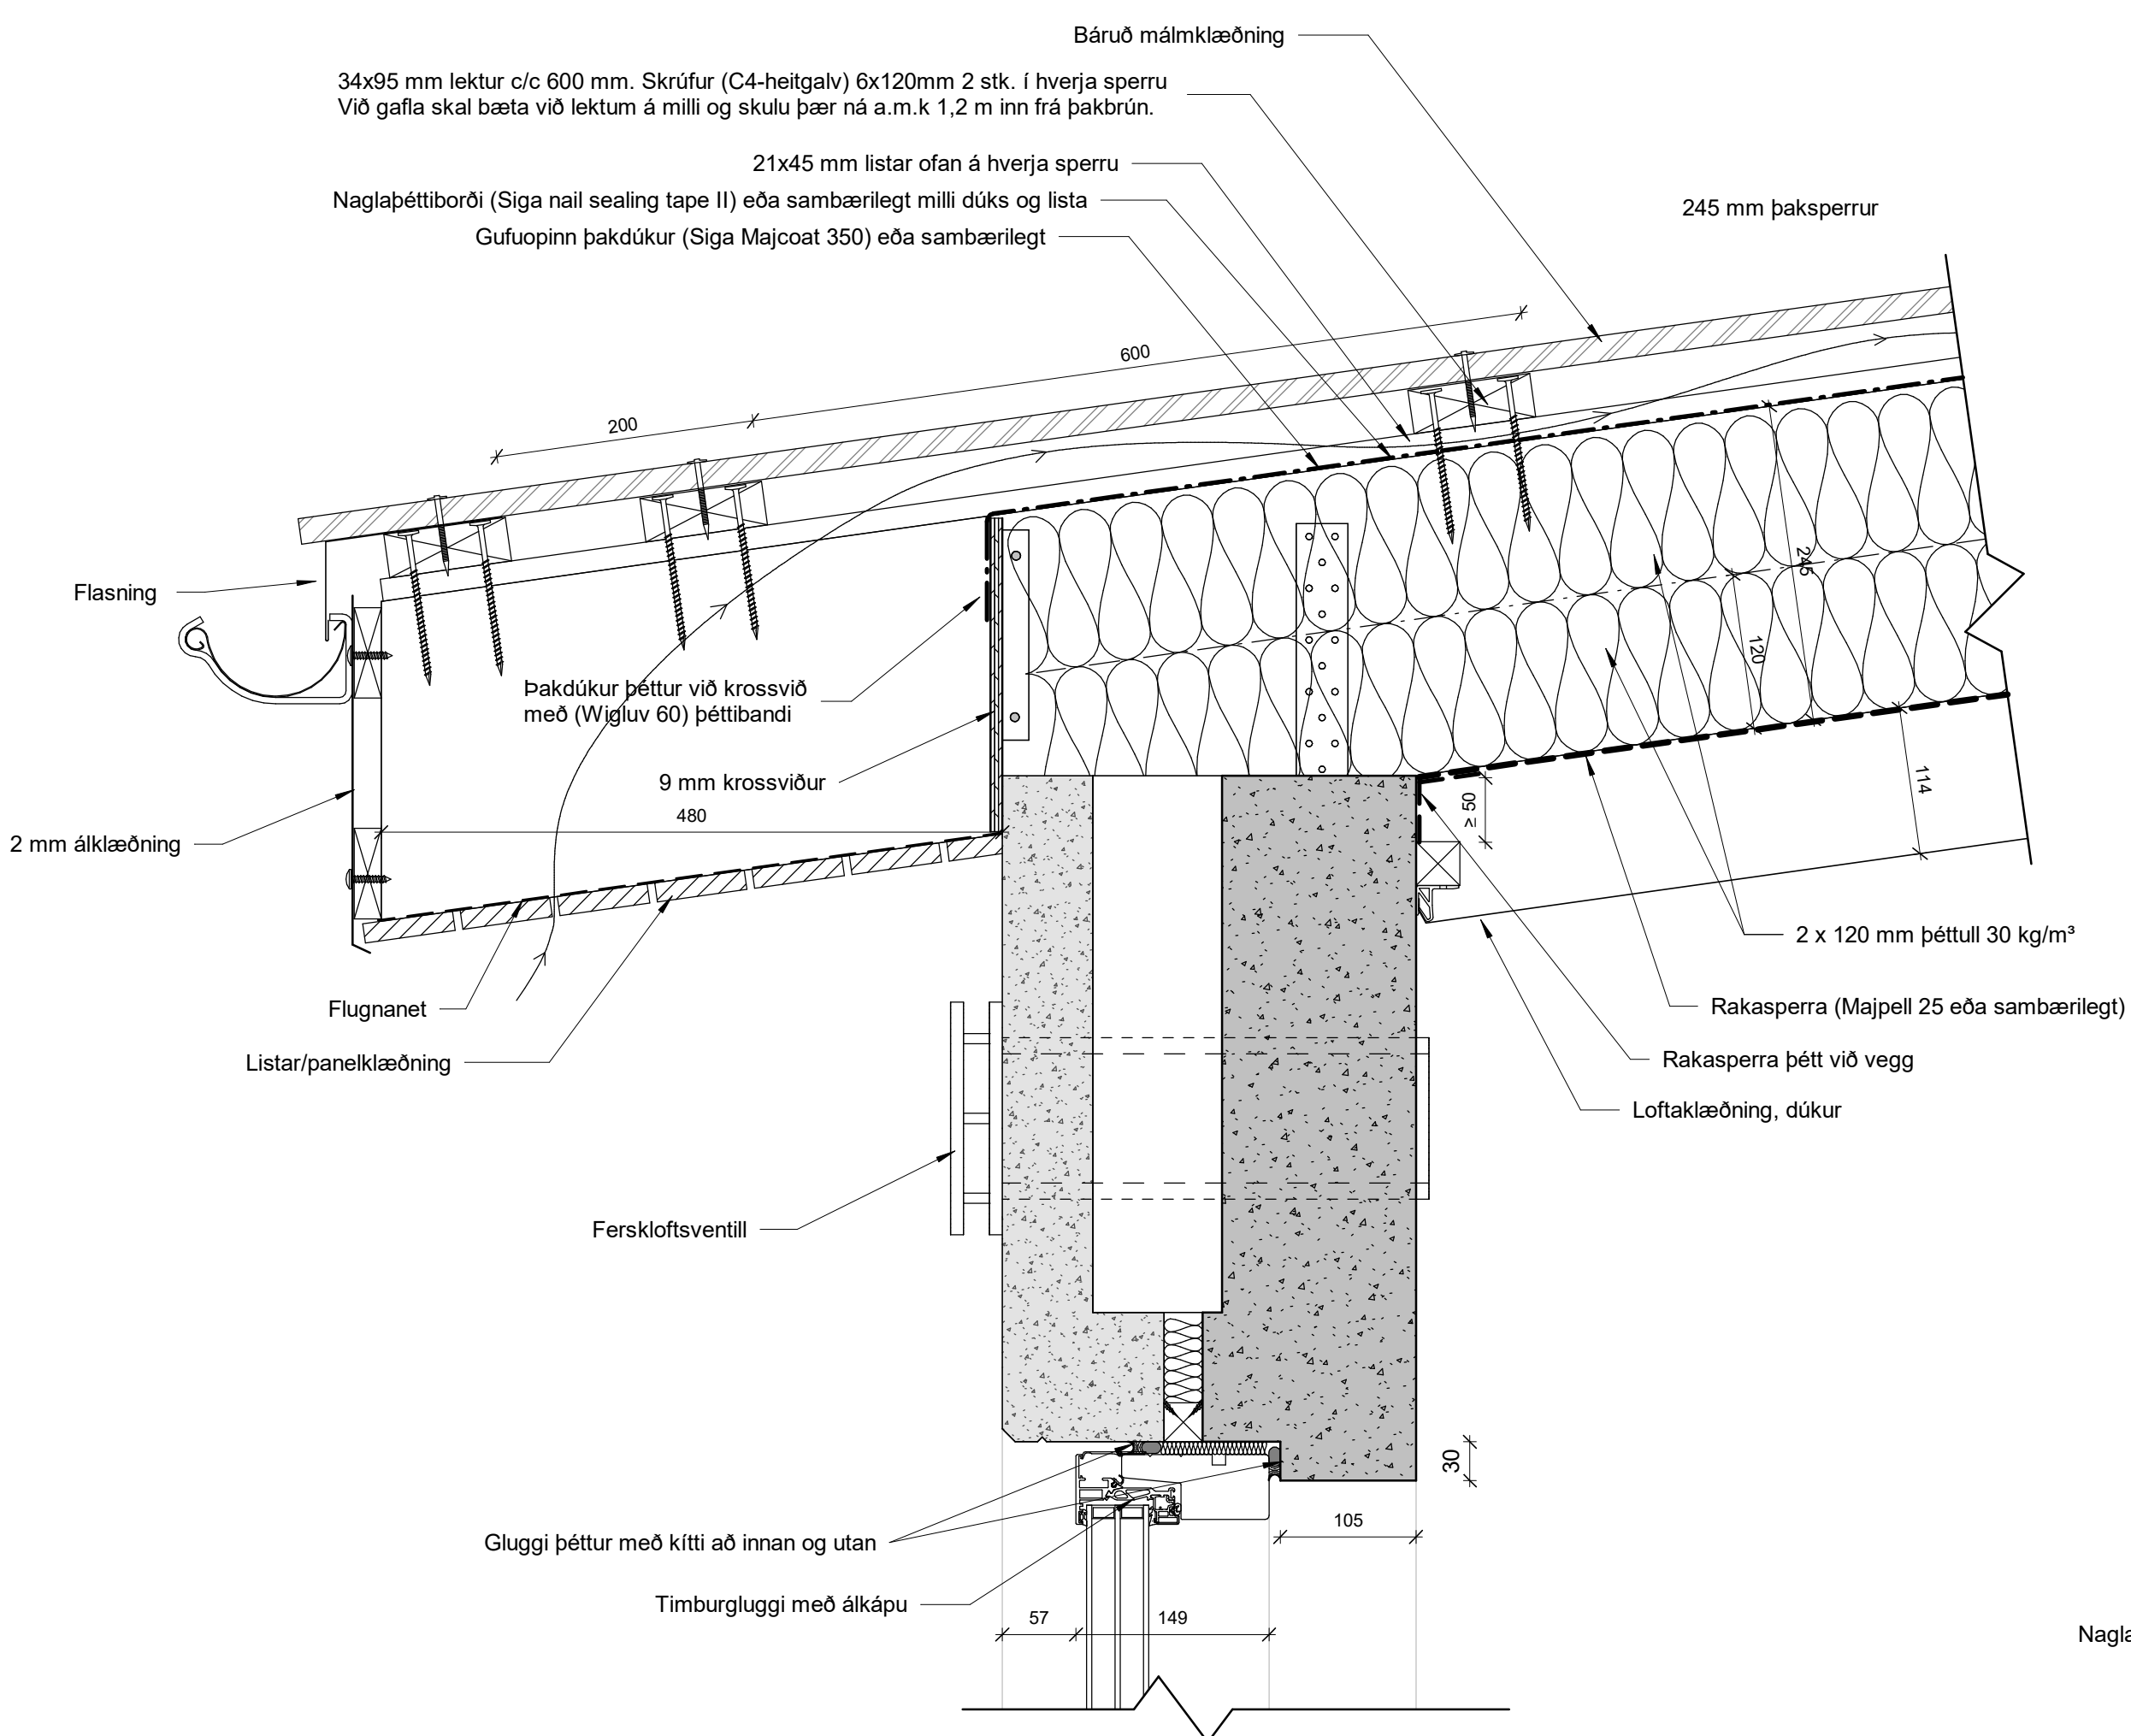 Báruð málmklæðning
34x95 mm lektur c/c 600 mm. Skrúfur (C4-heitgalv) 6x120mm 2 stk. í hverja sperru
Við gafla skal bæta við lektum á milli og skulu þær ná a.m.k 1,2 m inn frá þakbrún.
21x45 mm listar ofan á hverja sperru
Naglaþéttiborði (Siga nail sealing tape II) eða sambærilegt milli dúks og lista
245 mm þaksperrur
Gufuopinn þakdúkur (Siga Majcoat 350) eða sambærilegt
600
200
245
Flasning
120
Þakdúkur þéttur við krossvið
með (Wigluv 60) þéttibandi
9 mm krossviður
114
≥ 50
480
2 mm álklæðning
2 x 120 mm þéttull 30 kg/m³
Flugnanet
Rakasperra (Majpell 25 eða sambærilegt)
Listar/panelklæðning
Rakasperra þétt við vegg
Loftaklæðning, dúkur
Ferskloftsventill
30
105
Gluggi þéttur með kítti að innan og utan
Timburgluggi með álkápu
57
149
Nagla